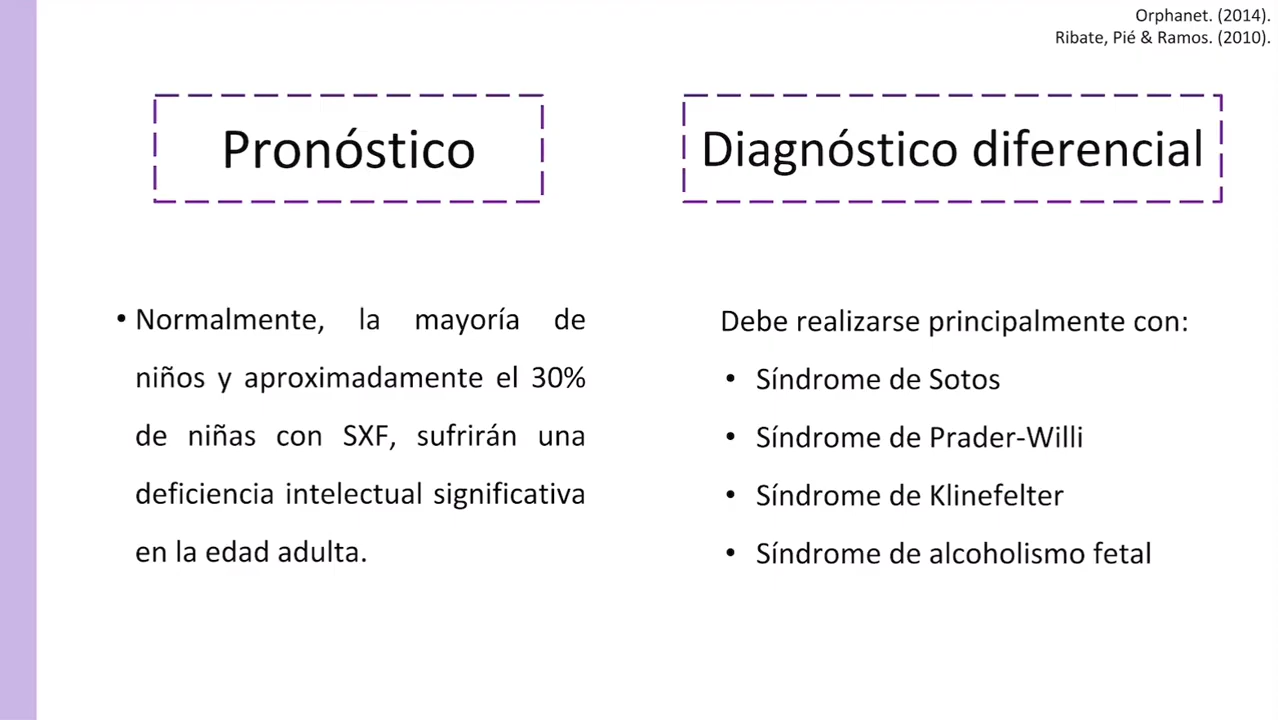 Orphanet. (2014).
Ribate, Pié & Ramos. (2010).
Pronóstico
Diagnóstico diferencial
• Normalmente, la mayoría de
niños y aproximadamente el 30%
de niñas con SXF, sufrirán una
deficiencia intelectual significativa
en la edad adulta.
Debe realizarse principalmente con:
• Síndrome de Sotos
• Síndrome de Prader-Willi
• Síndrome de Klinefelter
• Síndrome de alcoholismo fetal